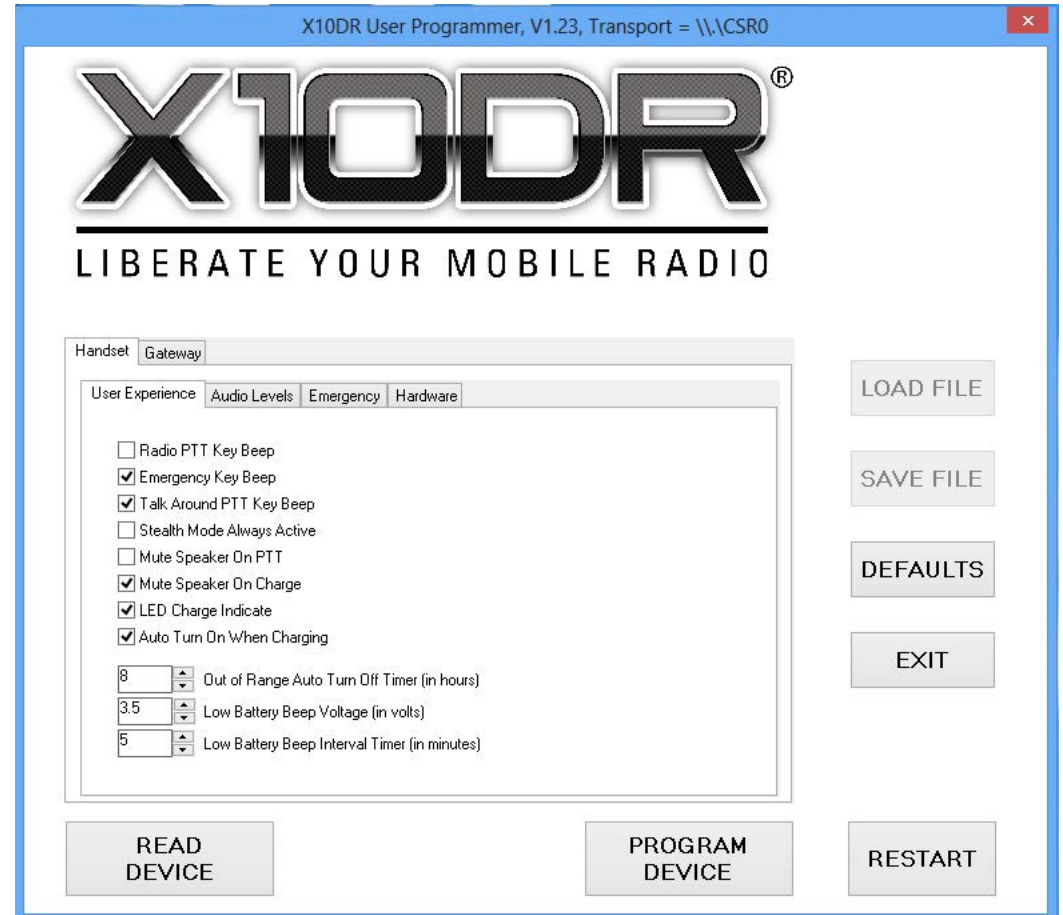 X10DR User Programmer, V1.23, Transport = \\.\CSR0
X10DR®
LIBERATE YOUR MOBILE RADIO
Handset Gateway
User Experience Audio Levels Emergency Hardware
Radio PTT Key Beep
Emergency Key Beep
Talk Around PTT Key Beep
Stealth Mode Always Active
Mute Speaker On PTT
Mute Speaker On Charge
LED Charge Indicate
Auto Turn On When Charging
8 Out of Range Auto Turn Off Timer (in hours)
3.5 Low Battery Beep Voltage (in volts)
5 Low Battery Beep Interval Timer (in minutes)
LOAD FILE
SAVE FILE
DEFAULTS
EXIT
READ
DEVICE
PROGRAM
DEVICE
RESTART